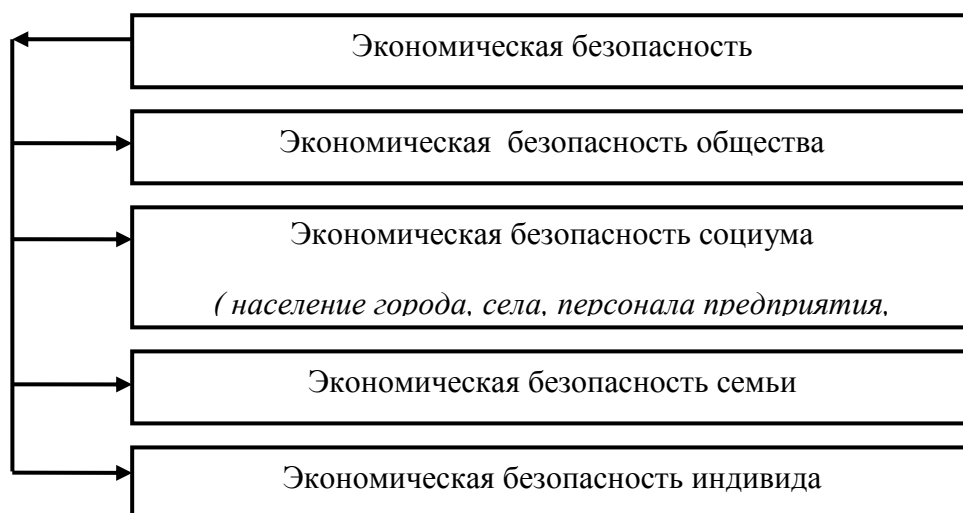 Экономическая безопасность
Экономическая безопасность общества
Экономическая безопасность социума
( население города, села, персонала предприятия,
Экономическая безопасность семьи
Экономическая безопасность индивида